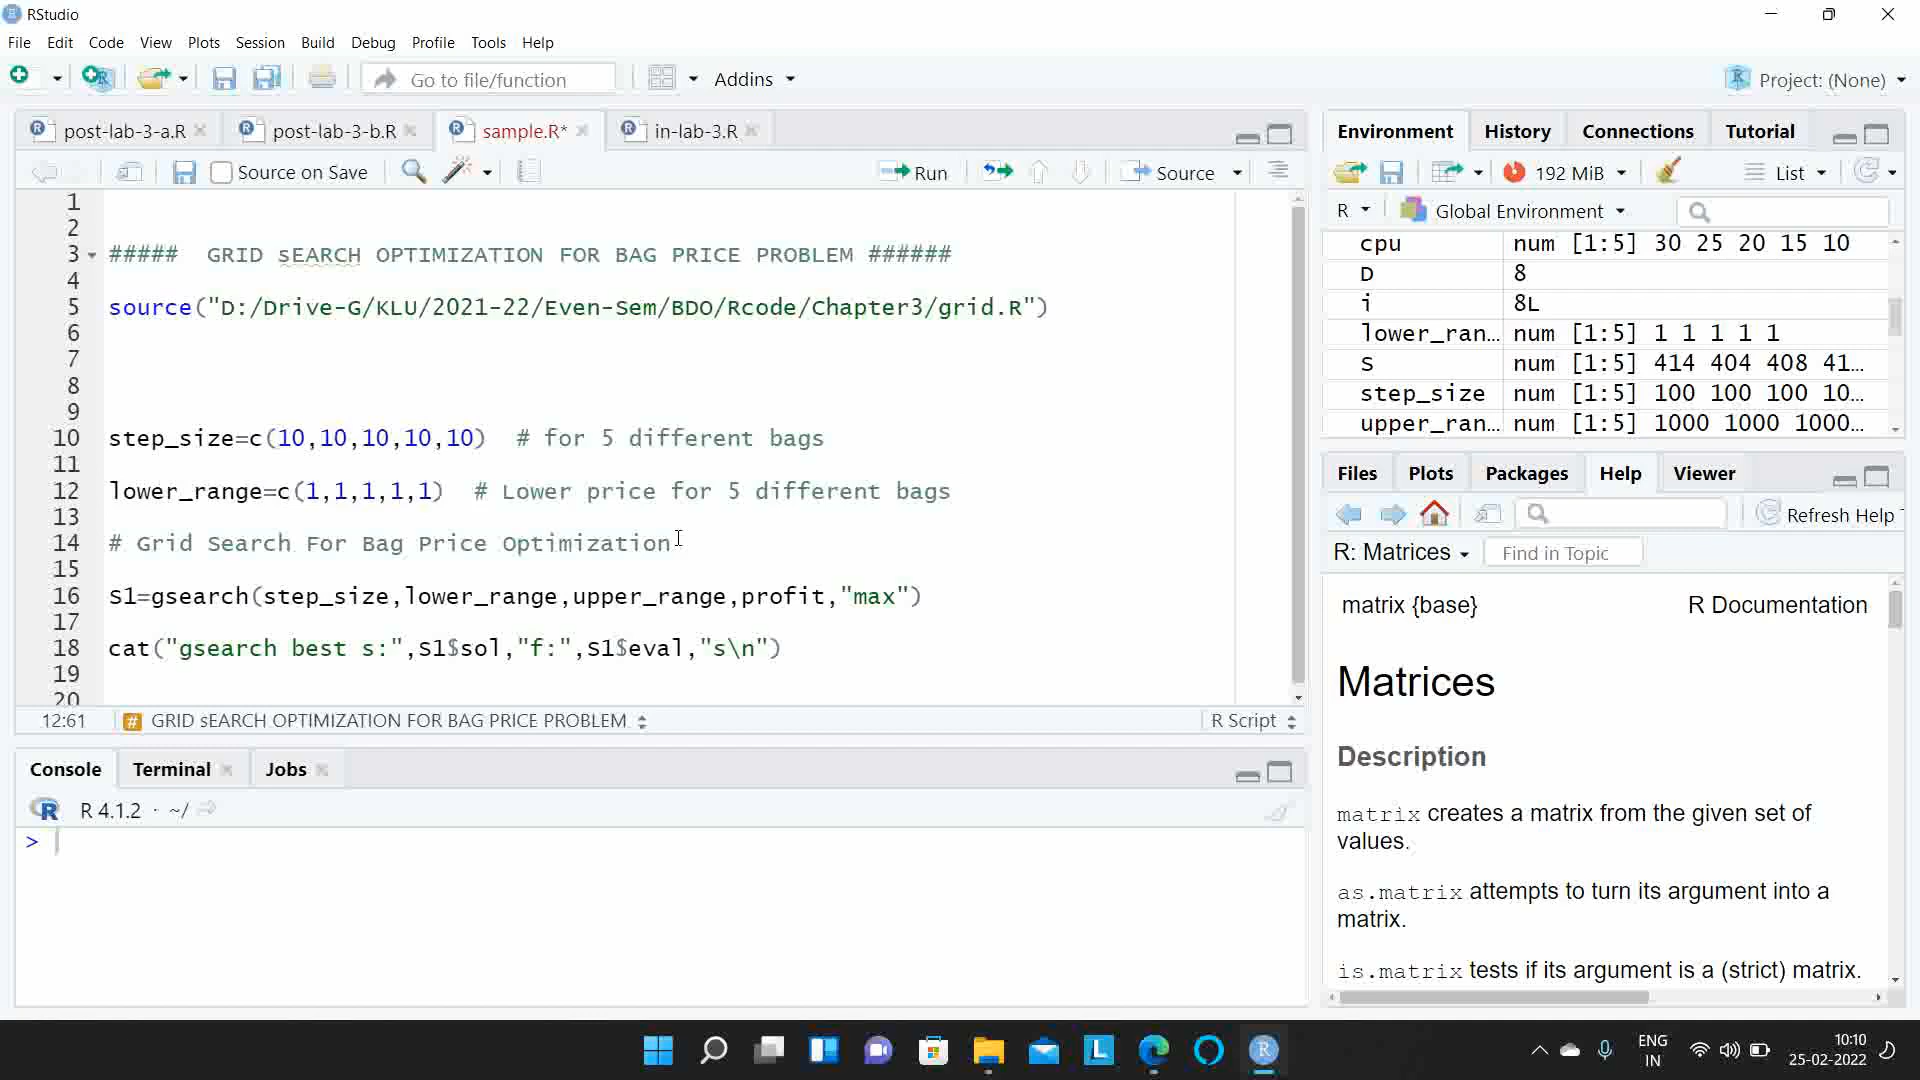 RStudio
File Edit Code View Plots Session Build Debug Profile Tools Help
Go to file/function
Addins
Project: (None)
post-lab-3-a.R
post-lab-3-b.R
sample.R*
in-lab-3.R
Source on Save
Run
Source
1
2
3 ##### GRID sEARCH OPTIMIZATION FOR BAG PRICE PROBLEM ######
4
5 source("D:/Drive-G/KLU/2021-22/Even-Sem/BDO/Rcode/Chapter3/grid.R")
6
7
8
9
10 step_size=c(10,10,10,10,10) # for 5 different bags
11
12 lower_range=c(1,1,1,1,1) # Lower price for 5 different bags
13
14 # Grid Search For Bag Price Optimization
15
16 S1=gsearch(step_size,lower_range,upper_range,profit,"max")
17
18 cat("gsearch best s:",S1$sol,"f:",S1$eval,"s\n")
19
20
12:61 # GRID sEARCH OPTIMIZATION FOR BAG PRICE PROBLEM R Script
Console Terminal Jobs
R 4.1.2 · ~/
>
Environment History Connections Tutorial
192 MiB List
R Global Environment
cpu num [1:5] 30 25 20 15 10
D 8
i 8L
lower_ran… num [1:5] 1 1 1 1 1
S num [1:5] 414 404 408 41…
step_size num [1:5] 100 100 100 10…
upper_ran… num [1:5] 1000 1000 1000…
Files Plots Packages Help Viewer
Refresh Help
R: Matrices Find in Topic
matrix {base} R Documentation
Matrices
Description
matrix creates a matrix from the given set of
values.
as.matrix attempts to turn its argument into a
matrix.
is.matrix tests if its argument is a (strict) matrix.
ENG
IN
10:10
25-02-2022